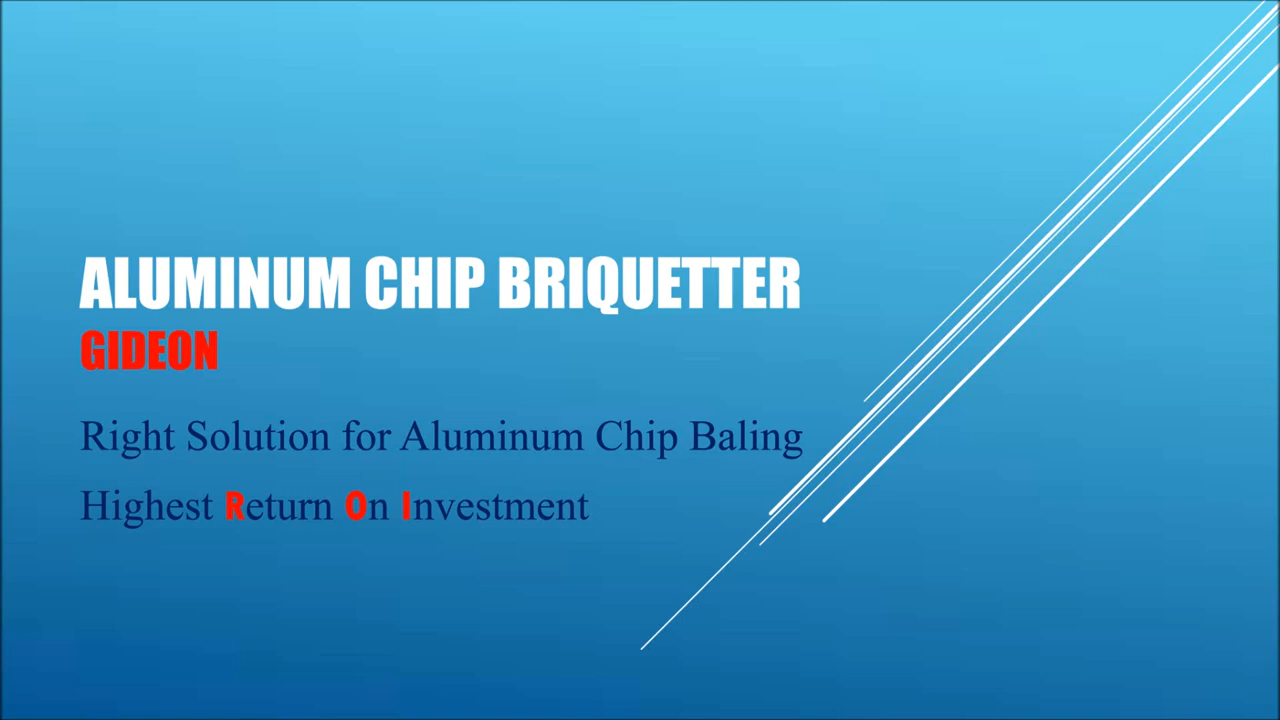 ALUMINUM CHIP BRIQUETTER
GIDEON
Right Solution for Aluminum Chip Baling
Highest Return On Investment